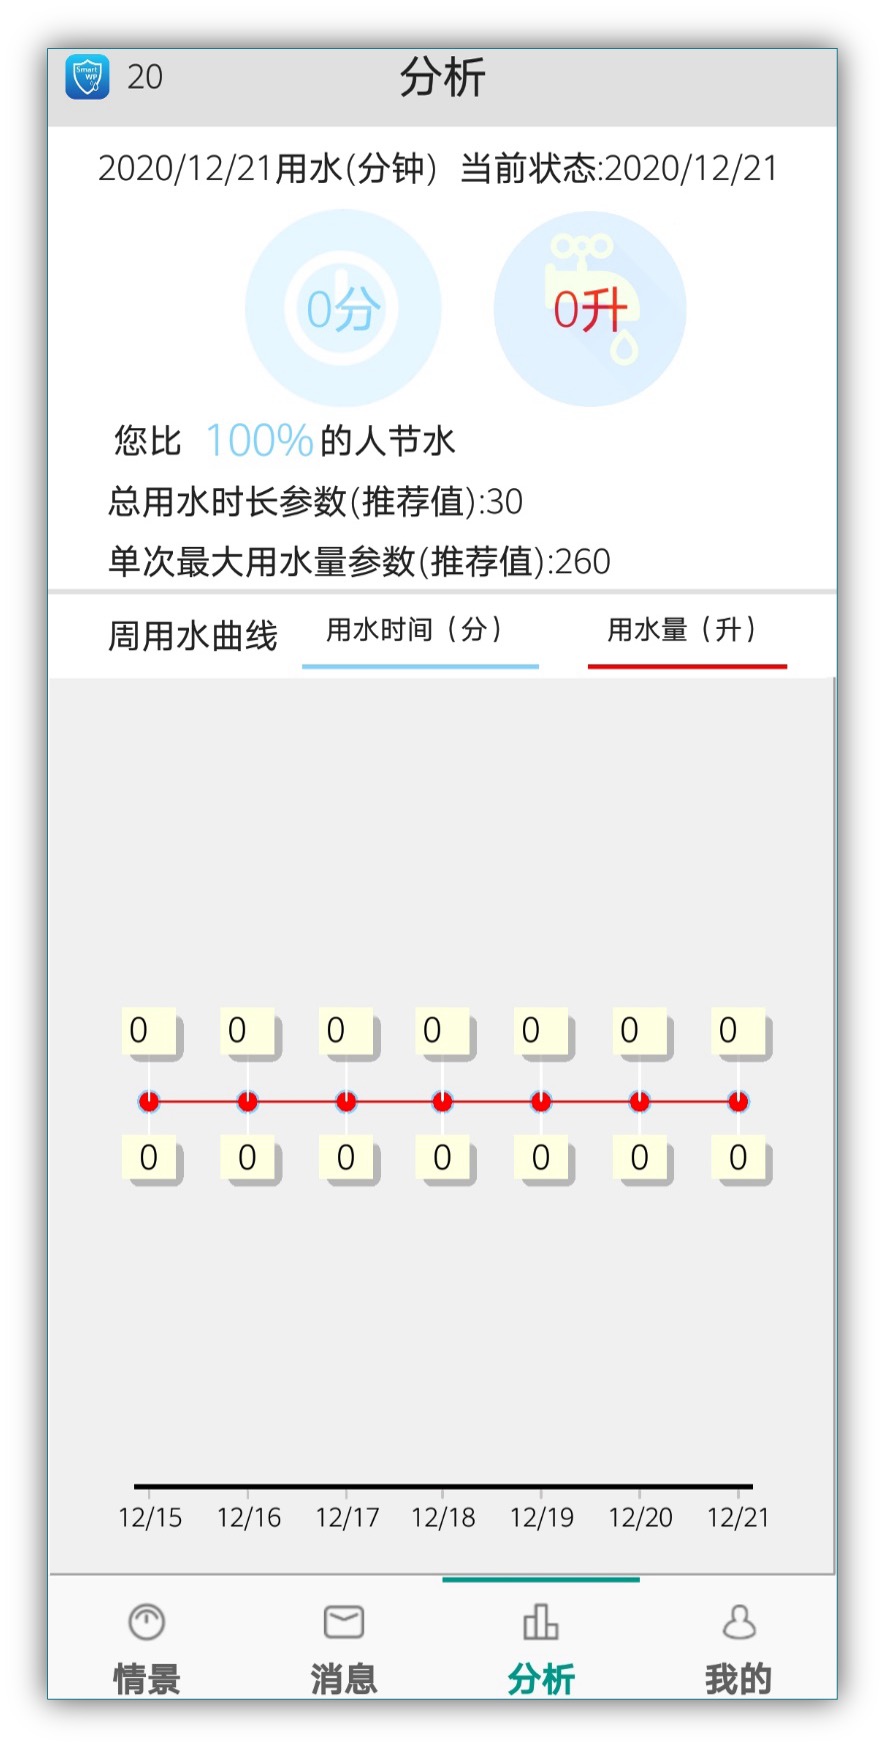 Smart WP 20 分析
2020/12/21用水(分钟) 当前状态:2020/12/21
0分 0升
您比 100%的人节水
总用水时长参数(推荐值):30
单次最大用水量参数(推荐值):260
周用水曲线 用水时间（分） 用水量（升）
0 0 0 0 0 0 0
0 0 0 0 0 0 0
12/15 12/16 12/17 12/18 12/19 12/20 12/21
情景 消息 分析 我的